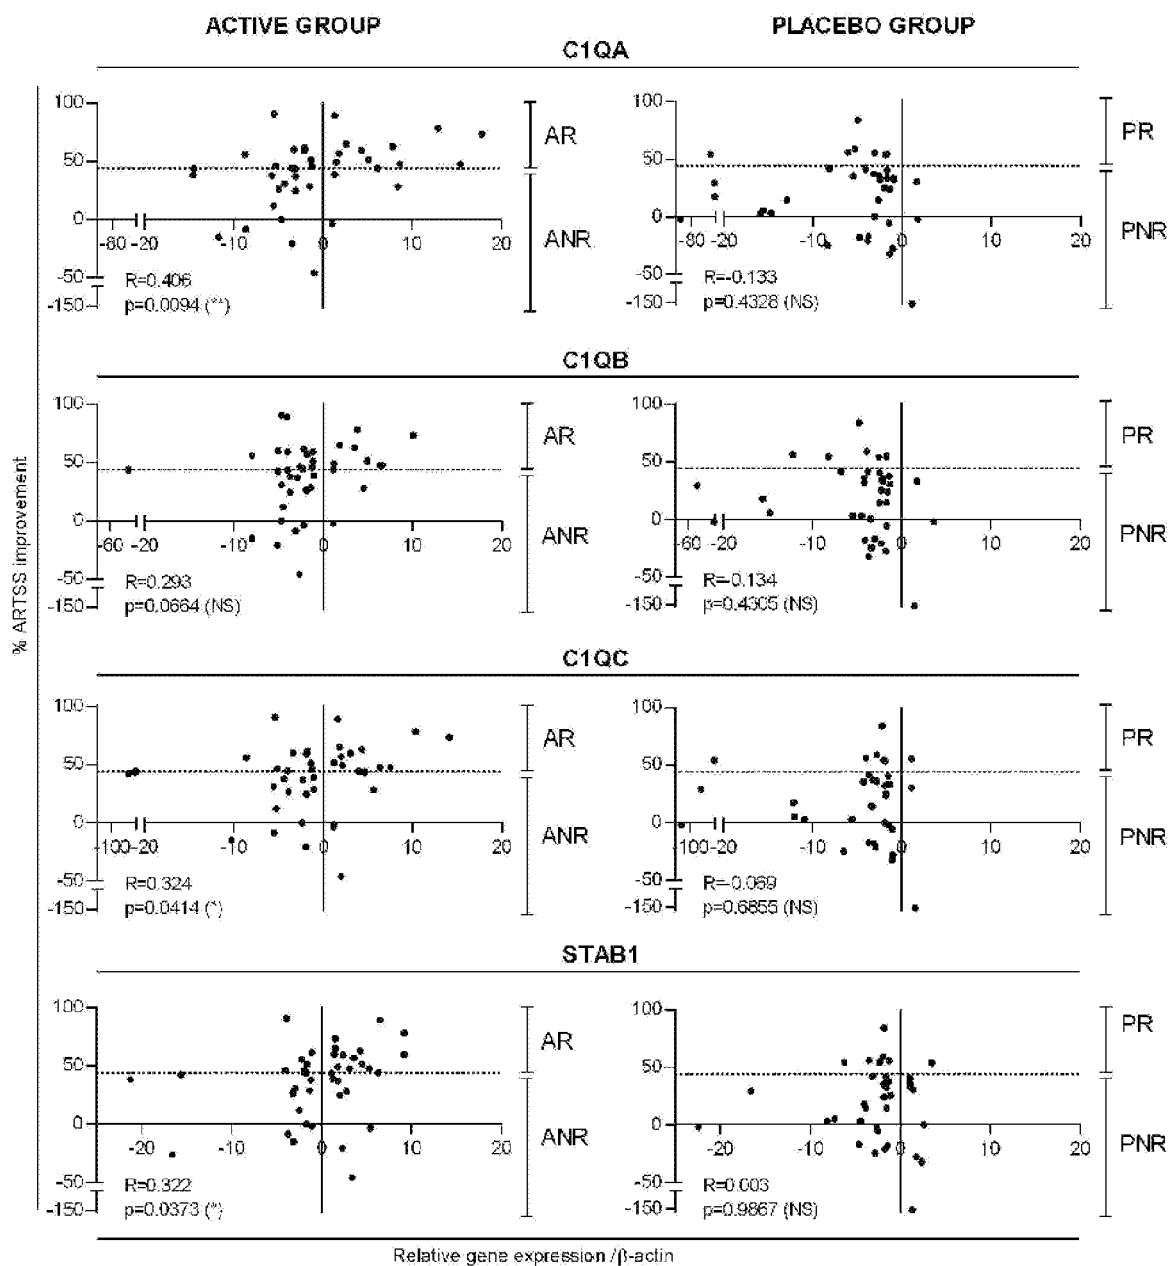 ACTIVE GROUP PLACEBO GROUP
C1QA
100 100
AR PR
50 50
0 0
-80 -20 -10 0 10 20 -80 -20 -10 0 10 20
ANR PNR
-50 -50
R=0.406 R=-0.133
-150 p=0.0094 (**) -150 p=0.4328 (NS)
C1QB
100 100
AR PR
50 50
0 0
-60 -20 -10 0 10 20 -60 -20 -10 0 10 20
ANR PNR
-50 -50
R=0.293 R=-0.134
-150 p=0.0664 (NS) -150 p=0.4305 (NS)
% ARTSS improvement
C1QC
100 100
AR PR
50 50
0 0
-100 -20 -10 0 10 20 -100 -20 -10 0 10 20
ANR PNR
-50 -50
R=0.324 R=-0.069
-150 p=0.0414 (*) -150 p=0.6855 (NS)
STAB1
100 100
AR PR
50 50
0 0
-20 -10 0 10 20 -20 -10 0 10 20
ANR PNR
-50 -50
R=0.322 R=0.003
-150 p=0.0373 (*) -150 p=0.9867 (NS)
Relative gene expression /β-actin